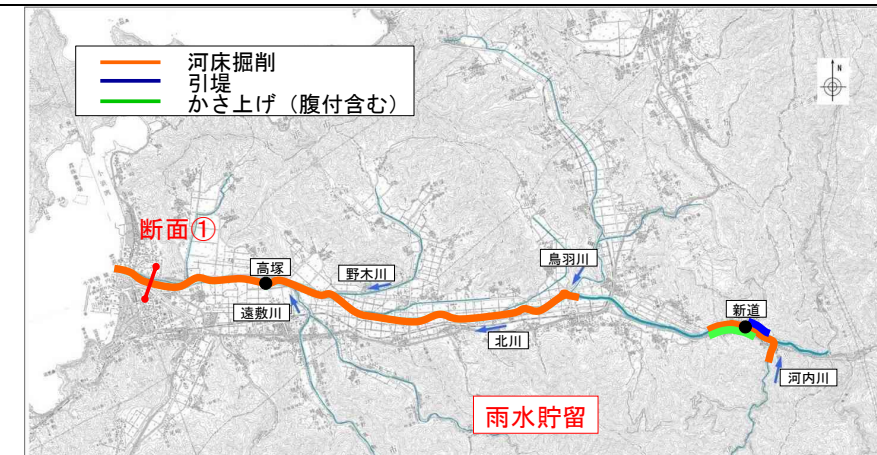 河床掘削
引堤
かさ上げ（腹付含む）
N
断面①
高塚
野木川
鳥羽川
遠敷川
北川
新道
河内川
雨水貯留